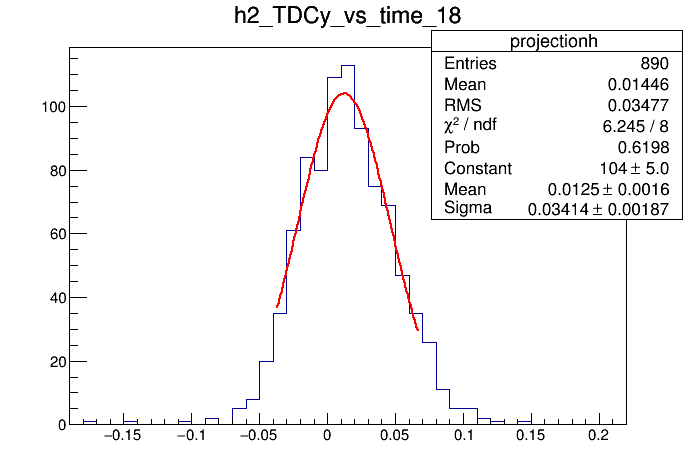 h2_TDCy_vs_time_18
projectionh
Entries 890
Mean 0.01446
RMS 0.03477
χ² / ndf 6.245 / 8
Prob 0.6198
Constant 104 ± 5.0
Mean 0.0125 ± 0.0016
Sigma 0.03414 ± 0.00187
100
80
60
40
20
0
−0.15 −0.1 −0.05 0 0.05 0.1 0.15 0.2